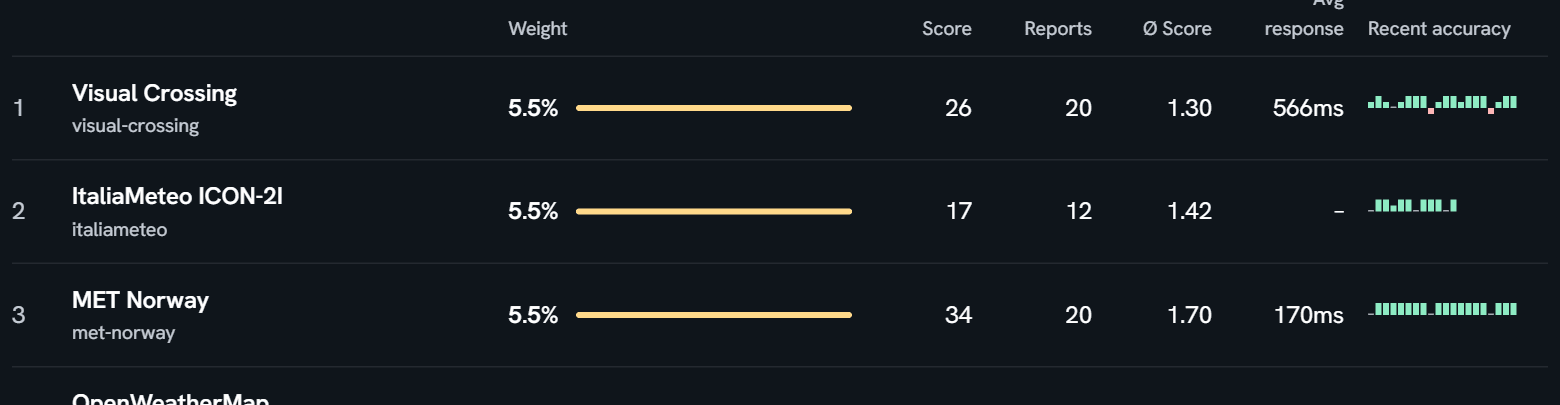 Avg
Weight Score Reports Ø Score response Recent accuracy
1 Visual Crossing 5.5% 26 20 1.30 566ms
visual-crossing
2 ItaliaMeteo ICON-2I 5.5% 17 12 1.42 –
italiameteo
3 MET Norway 5.5% 34 20 1.70 170ms
met-norway
OpenWeatherMap